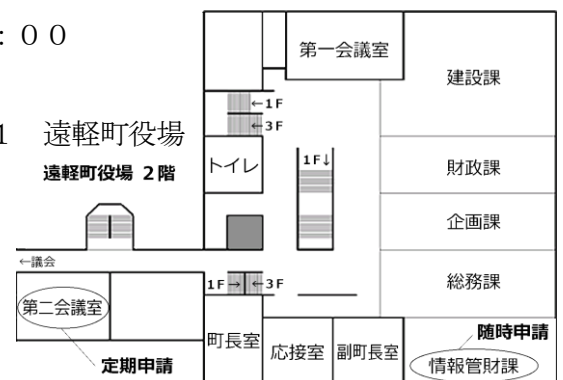 ：００
1　遠軽町役場
遠軽町役場 ２階
第一会議室
建設課
←1F
←3F
トイレ
1F↓
財政課
企画課
←議会
総務課
1F→
←3F
第二会議室
町長室
応接室
副町長室
随時申請
情報管財課
定期申請